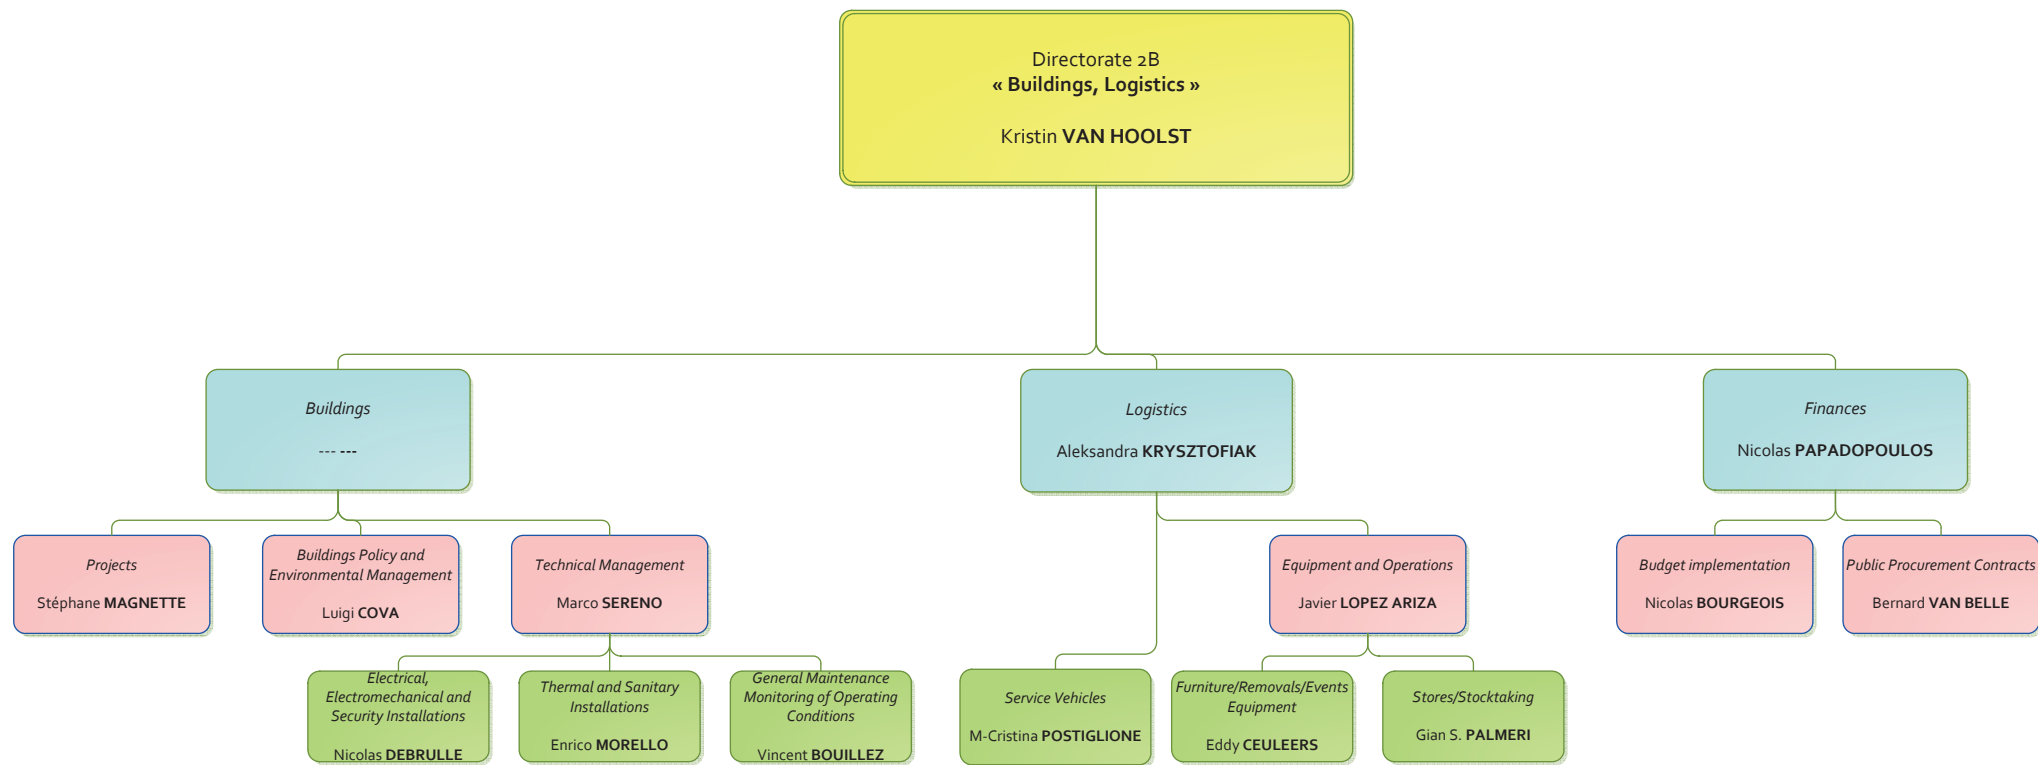 Directorate 2B
« Buildings, Logistics »
Kristin VAN HOOLST
Buildings
--- ---
Logistics
Aleksandra KRYSZTOFIAK
Finances
Nicolas PAPADOPOULOS
Projects
Stéphane MAGNETTE
Buildings Policy and
Environmental Management
Luigi COVA
Technical Management
Marco SERENO
Equipment and Operations
Javier LOPEZ ARIZA
Budget implementation
Nicolas BOURGEOIS
Public Procurement Contracts
Bernard VAN BELLE
Electrical,
Electromechanical and
Security Installations
Nicolas DEBRULLE
Thermal and Sanitary
Installations
Enrico MORELLO
General Maintenance
Monitoring of Operating
Conditions
Vincent BOUILLEZ
Service Vehicles
M-Cristina POSTIGLIONE
Furniture/Removals/Events
Equipment
Eddy CEULEERS
Stores/Stocktaking
Gian S. PALMERI